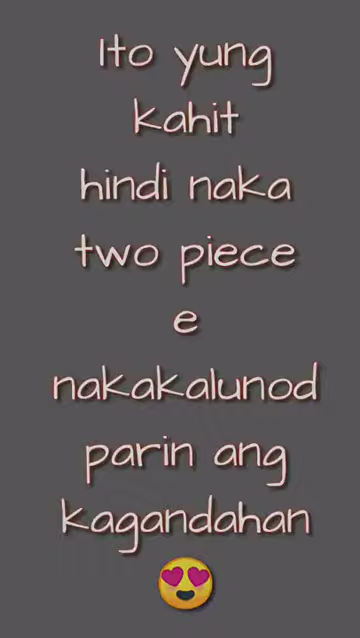 Ito yung
kahit
hindi naka
two piece
e
nakakalunod
parin ang
kagandahan
😍